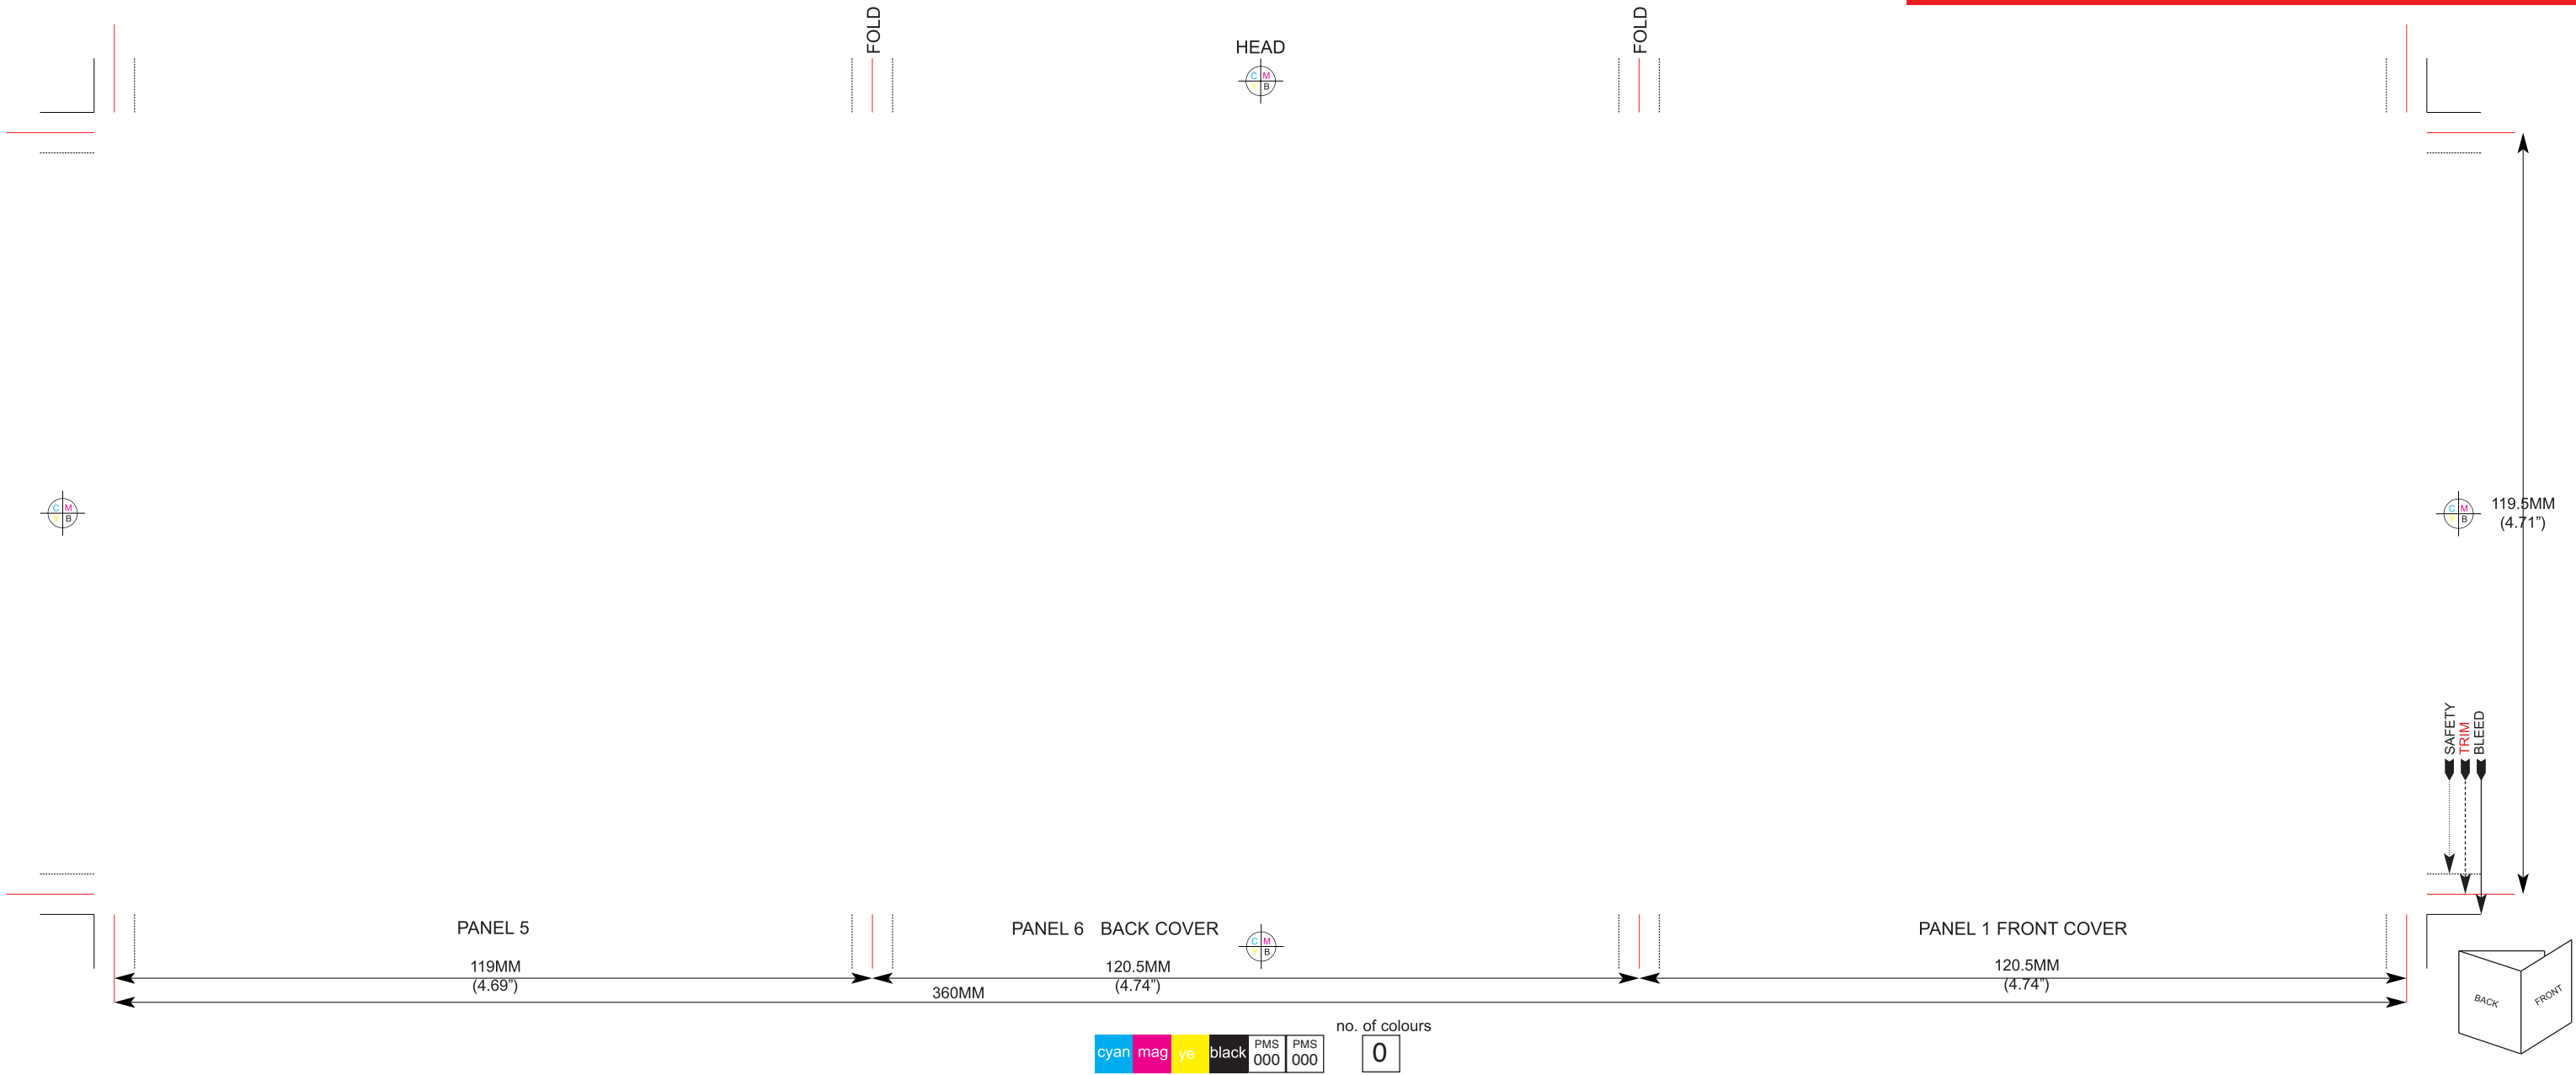 FOLD
FOLD
HEAD
C M
Y B
C M
Y B
C M
Y B
119.5MM
(4.71”)
SAFETY
TRIM
BLEED
PANEL 5
PANEL 6 BACK COVER
C M
Y B
PANEL 1 FRONT COVER
119MM
(4.69”)
120.5MM
(4.74”)
120.5MM
(4.74”)
360MM
BACK
FRONT
no. of colours
cyan mag ye black PMS 000 PMS 000
0